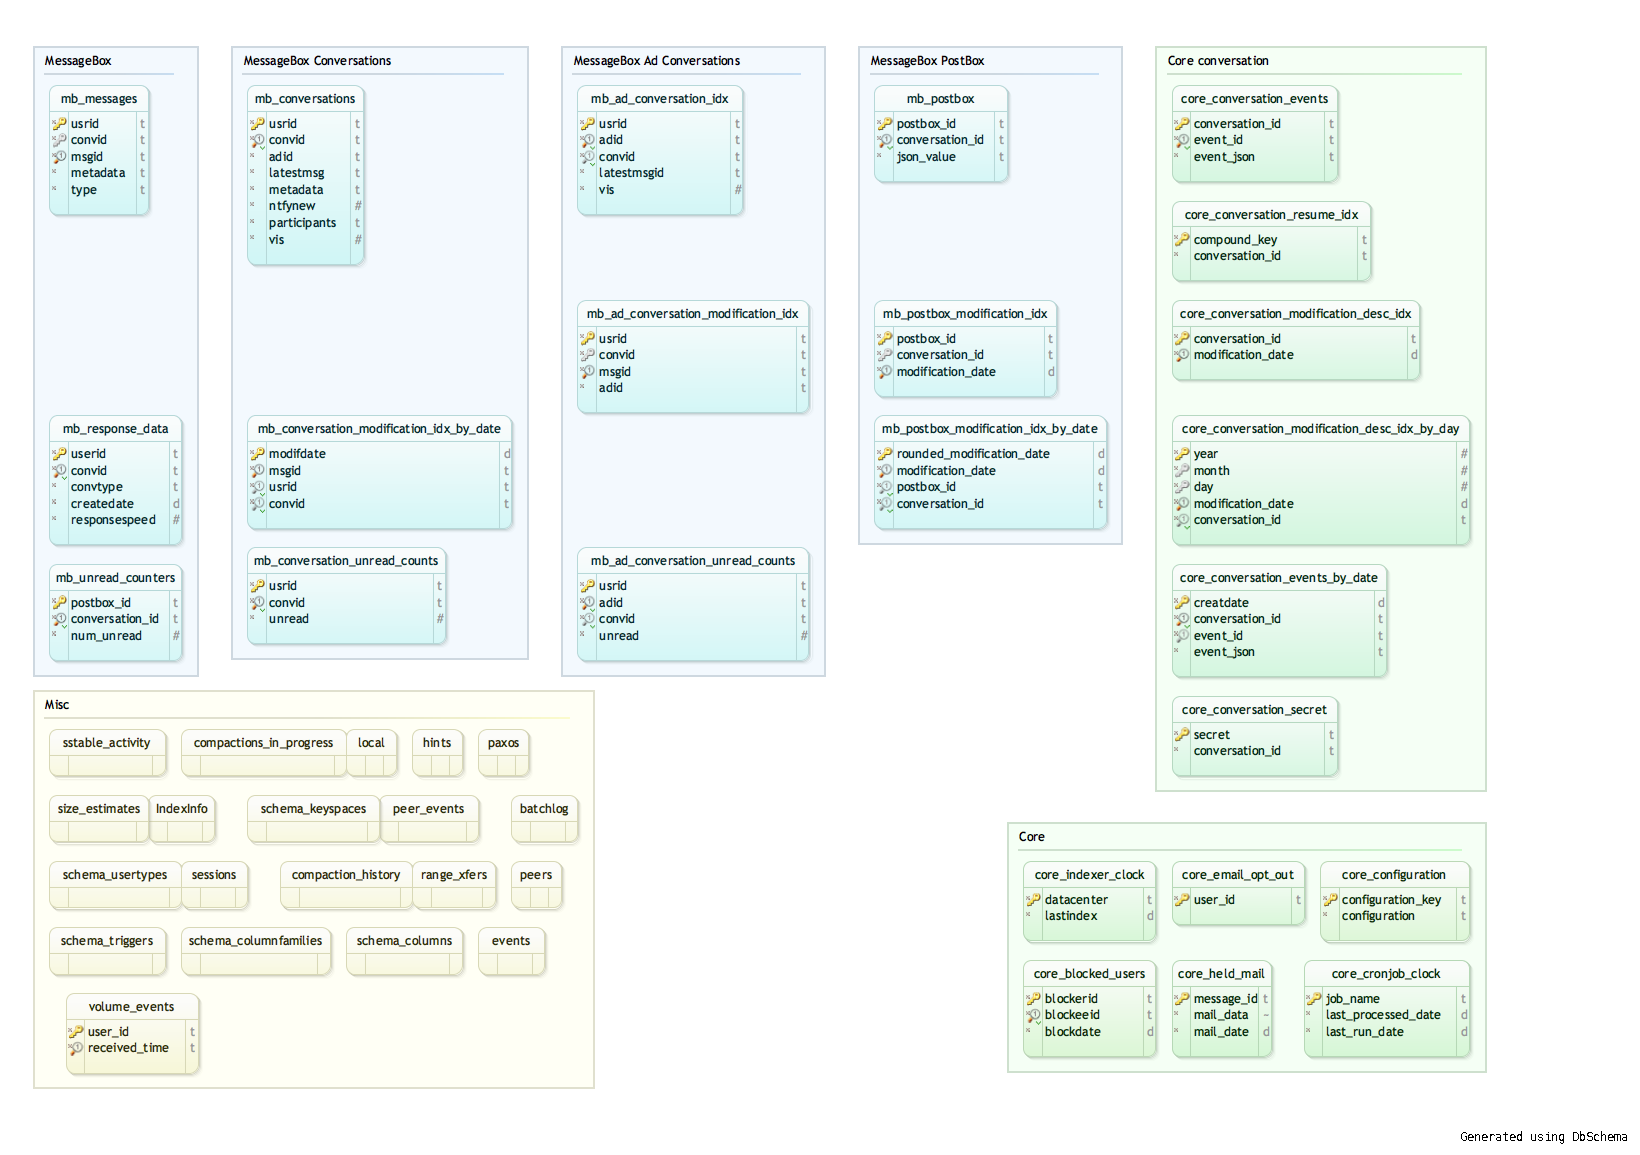 MessageBox
mb_messages
usrid t
convid t
msgid t
* metadata t
* type t
mb_response_data
userid t
convid t
* convtype t
* createdate d
* responsespeed #
mb_unread_counters
postbox_id t
conversation_id t
* num_unread #
MessageBox Conversations
mb_conversations
usrid t
convid t
* adid t
* latestmsg t
* metadata t
* ntfynew #
* participants t
* vis #
mb_conversation_modification_idx_by_date
modifdate d
msgid t
usrid t
convid t
mb_conversation_unread_counts
usrid t
convid t
* unread #
MessageBox Ad Conversations
mb_ad_conversation_idx
usrid t
adid t
convid t
* latestmsgid t
* vis #
mb_ad_conversation_modification_idx
usrid t
convid t
msgid t
* adid t
mb_ad_conversation_unread_counts
usrid t
adid t
convid t
* unread #
MessageBox PostBox
mb_postbox
postbox_id t
conversation_id t
* json_value t
mb_postbox_modification_idx
postbox_id t
conversation_id t
modification_date d
mb_postbox_modification_idx_by_date
rounded_modification_date d
modification_date d
postbox_id t
conversation_id t
Core conversation
core_conversation_events
conversation_id t
event_id t
* event_json t
core_conversation_resume_idx
compound_key t
* conversation_id t
core_conversation_modification_desc_idx
conversation_id t
modification_date d
core_conversation_modification_desc_idx_by_day
year #
month #
day #
modification_date d
conversation_id t
core_conversation_events_by_date
creatdate d
conversation_id t
event_id t
* event_json t
core_conversation_secret
secret t
* conversation_id t
Misc
sstable_activity
compactions_in_progress
local
hints
paxos
size_estimates
IndexInfo
schema_keyspaces
peer_events
batchlog
schema_usertypes
sessions
compaction_history
range_xfers
peers
schema_triggers
schema_columnfamilies
schema_columns
events
volume_events
user_id t
received_time t
Core
core_indexer_clock
datacenter t
* lastindex d
core_email_opt_out
user_id t
core_configuration
configuration_key t
* configuration t
core_blocked_users
blockerid t
blockeeid t
* blockdate d
core_held_mail
message_id t
* mail_data –
* mail_date d
core_cronjob_clock
job_name t
* last_processed_date d
* last_run_date d
Generated using DbSchema